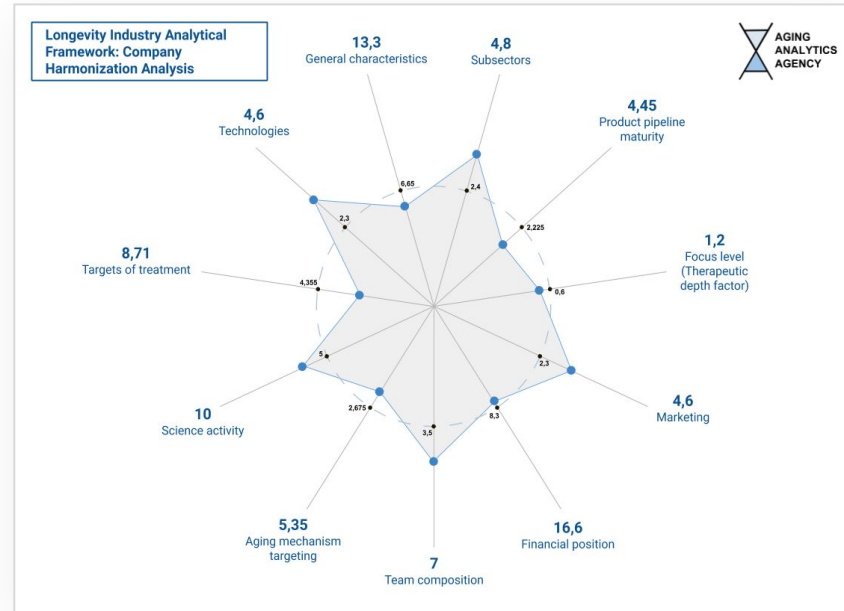 Longevity Industry Analytical
Framework: Company
Harmonization Analysis
AGING
ANALYTICS
AGENCY
13,3
General characteristics
4,8
Subsectors
4,45
Product pipeline
maturity
4,6
Technologies
1,2
Focus level
(Therapeutic
depth factor)
8,71
Targets of treatment
4,6
Marketing
10
Science activity
16,6
Financial position
5,35
Aging mechanism
targeting
7
Team composition
6,65
2,4
2,225
2,3
0,6
4,355
2,3
5
8,3
2,675
3,5